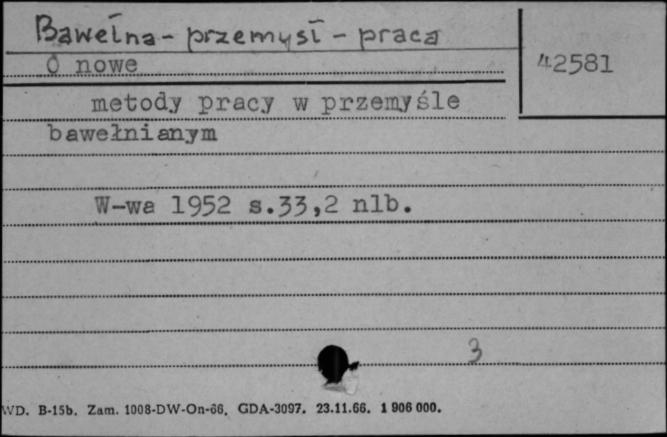 Bawełna - przemysł - praca
O nowe
42581
metody pracy w przemyśle
bawełnianym
W-wa 1952 s.33,2 nlb.
3
WD. B-15b. Zam. 1008-DW-On-66. GDA-3097. 23.11.66. 1 906 000.